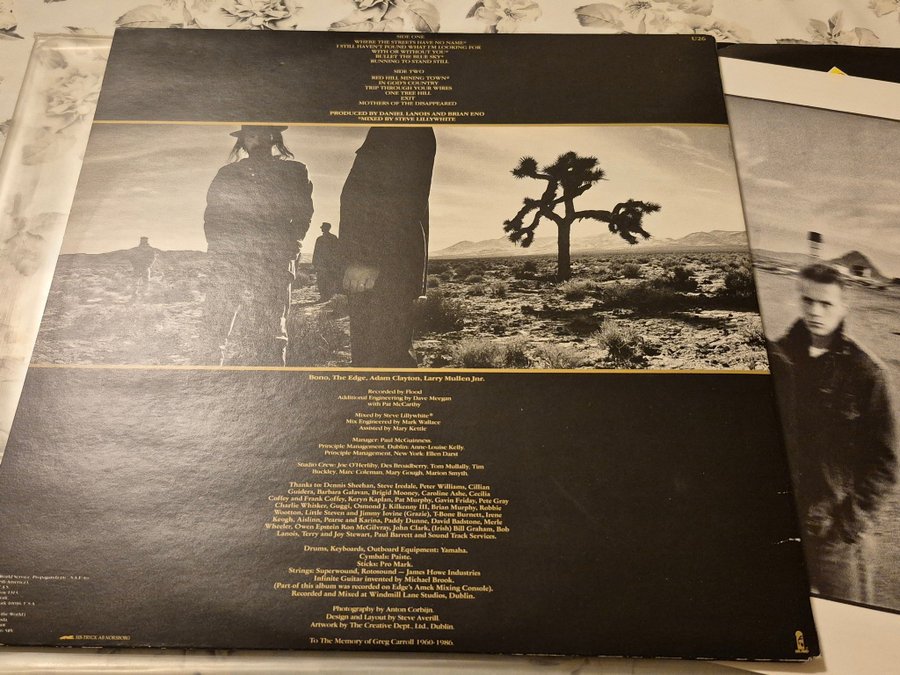 U26
SIDE ONE
WHERE THE STREETS HAVE NO NAME*
I STILL HAVEN'T FOUND WHAT I'M LOOKING FOR
WITH OR WITHOUT YOU*
BULLET THE BLUE SKY*
RUNNING TO STAND STILL
SIDE TWO
RED HILL MINING TOWN*
IN GOD'S COUNTRY
TRIP THROUGH YOUR WIRES
ONE TREE HILL
EXIT
MOTHERS OF THE DISAPPEARED
PRODUCED BY DANIEL LANOIS AND BRIAN ENO
*MIXED BY STEVE LILLYWHITE
Bono, The Edge, Adam Clayton, Larry Mullen Jnr.
Recorded by Flood
Additional Engineering by Dave Meegan
with Pat McCarthy
Mixed by Steve Lillywhite*
Mix Engineered by Mark Wallace
Assisted by Mary Kettle
Manager: Paul McGuinness
Principle Management, Dublin: Anne-Louise Kelly.
Principle Management, New York: Ellen Darst
Studio Crew: Joe O'Herlihy, Des Broadberry, Tom Mullally, Tim
Buckley, Marc Coleman, Mary Gough, Marion Smyth.
Thanks to: Dennis Sheehan, Steve Iredale, Peter Williams, Cillian
Guidera, Barbara Galavan, Brigid Mooney, Caroline Ashe, Cecilia
Coffey and Frank Coffey, Keryn Kaplan, Pat Murphy, Gavin Friday, Pete Gray
Charlie Whisker, Guggi, Osmond J. Kilkenny III, Brian Murphy, Robbie
Wootton, Little Steven and Jimmy Iovine (Grazie), T-Bone Burnett, Irene
Keogh, Aislinn, Pearse and Karina, Paddy Dunne, David Badstone, Merle
Wheeler, Owen Epstein Ron McGilvray, John Clark, (Irish) Bill Graham, Bob
Lanois, Terry and Joy Stewart, Paul Barrett and Sound Track Services.
Drums, Keyboards, Outboard Equipment: Yamaha.
Cymbals: Paiste.
Sticks: Pro Mark.
Strings: Superwound, Rotosound — James Howe Industries
Infinite Guitar invented by Michael Brook.
(Part of this album was recorded on Edge's Amek Mixing Console).
Recorded and Mixed at Windmill Lane Studios, Dublin.
Photography by Anton Corbijn.
Design and Layout by Steve Averill.
Artwork by The Creative Dept., Ltd., Dublin.
To The Memory of Greg Carroll 1960-1986.
World Service, Propaganda
TRYCK AB NORSBORG